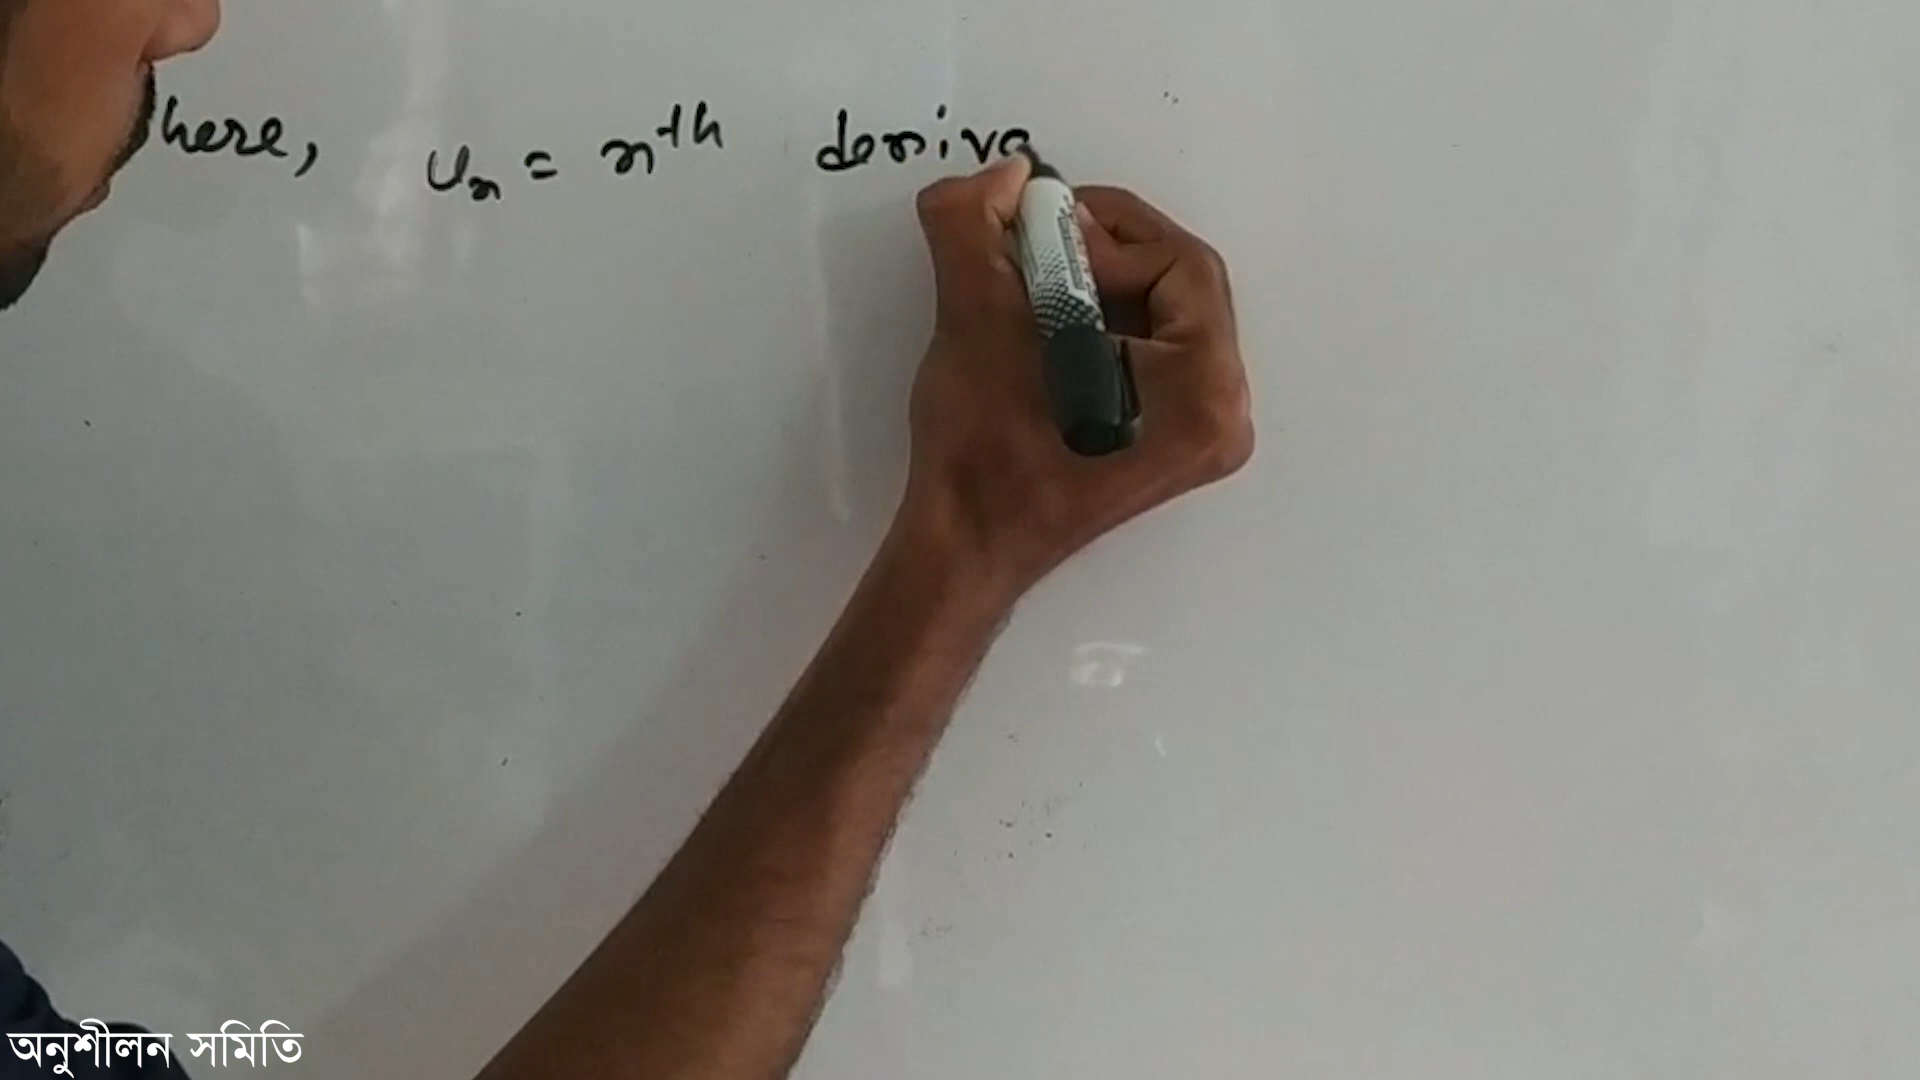 here, uₙ = nᵗʰ deriva
অনুশীলন সমিতি